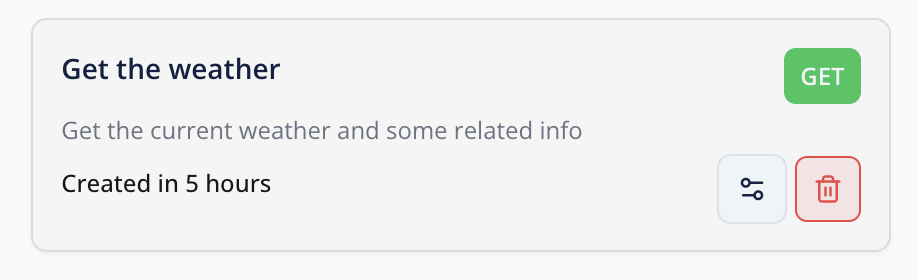 Get the weather
GET
Get the current weather and some related info
Created in 5 hours